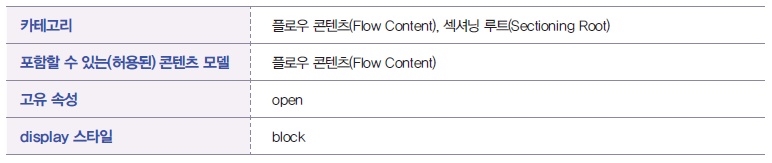 카테고리 플로우 콘텐츠(Flow Content), 섹셔닝 루트(Sectioning Root)
포함할 수 있는(허용된) 콘텐츠 모델 플로우 콘텐츠(Flow Content)
고유 속성 open
display 스타일 block